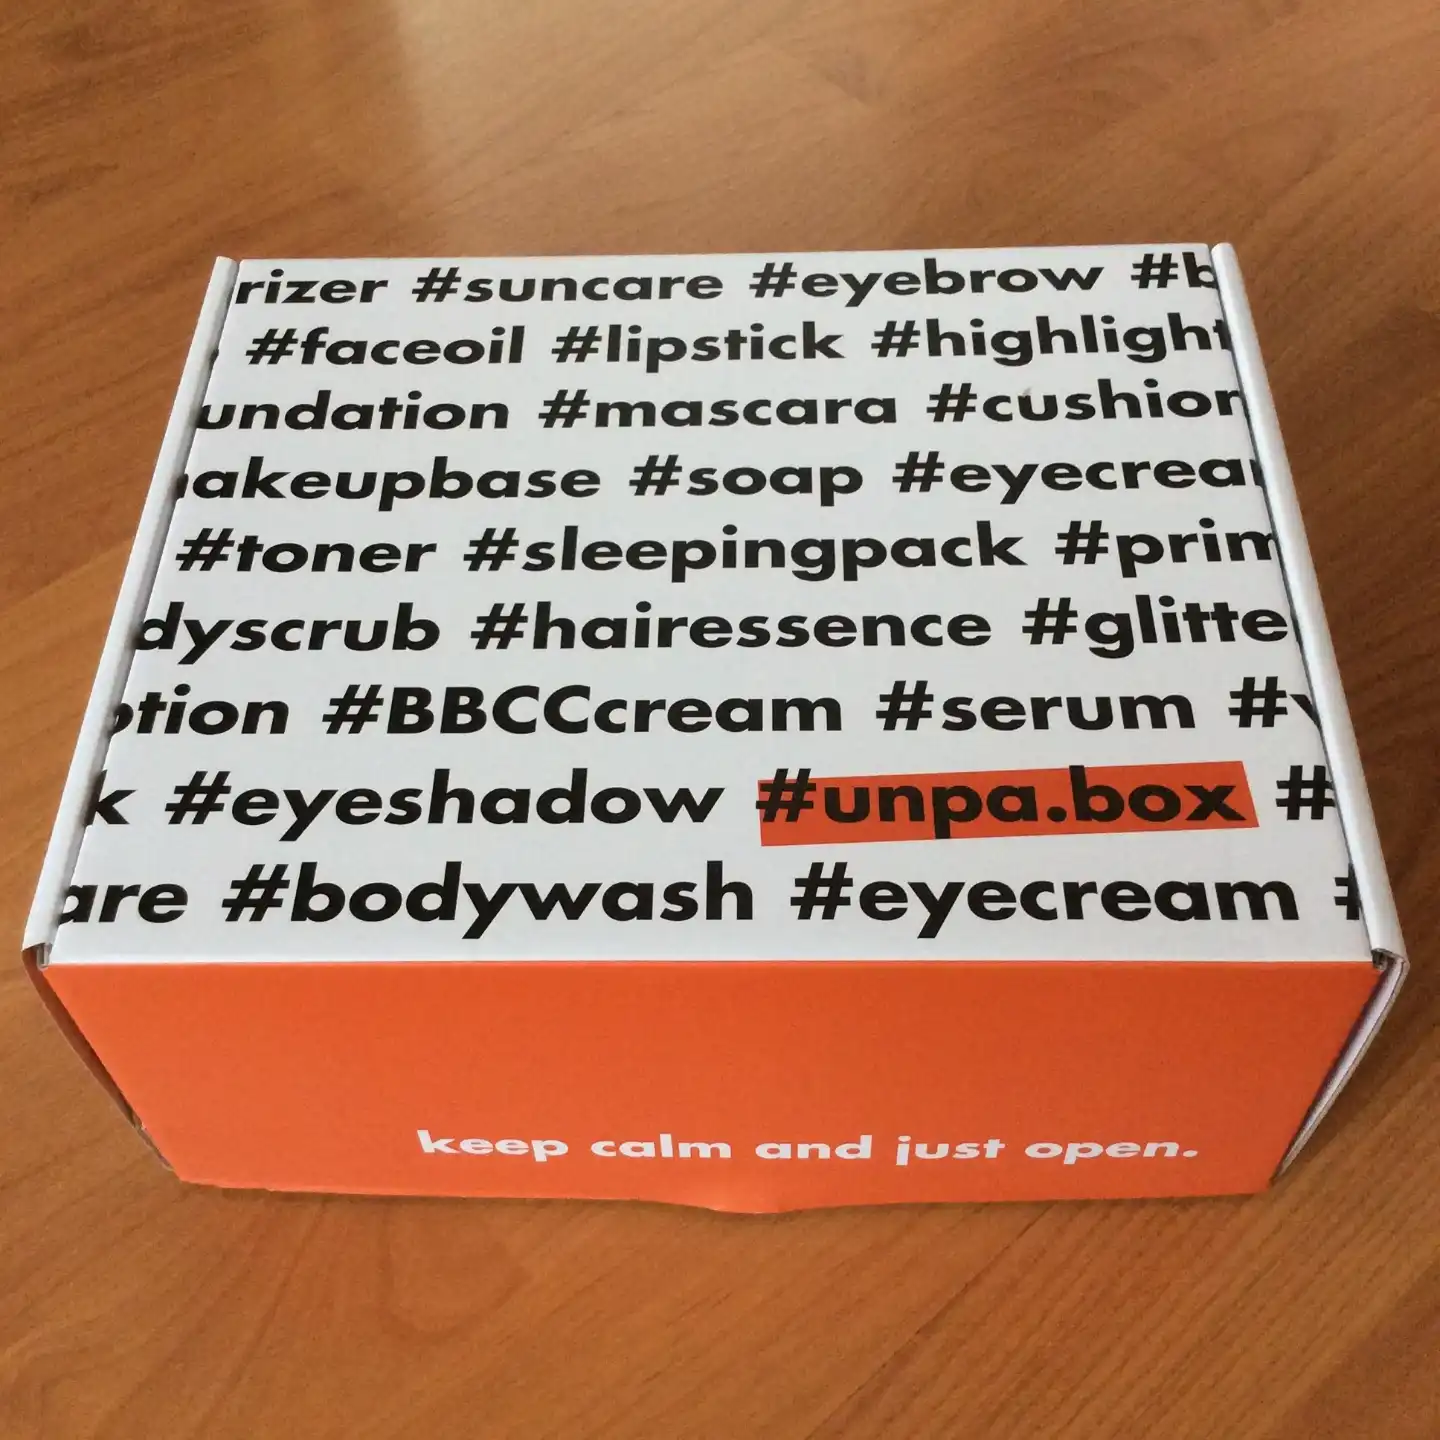 rizer #suncare #eyebrow #b
#faceoil #lipstick #highlight
undation #mascara #cushion
akeupbase #soap #eyecrea
#toner #sleepingpack #prim
dyscrub #hairessence #glitte
otion #BBCCcream #serum #
k #eyeshadow #unpa.box #
are #bodywash #eyecream #
keep calm and just open.